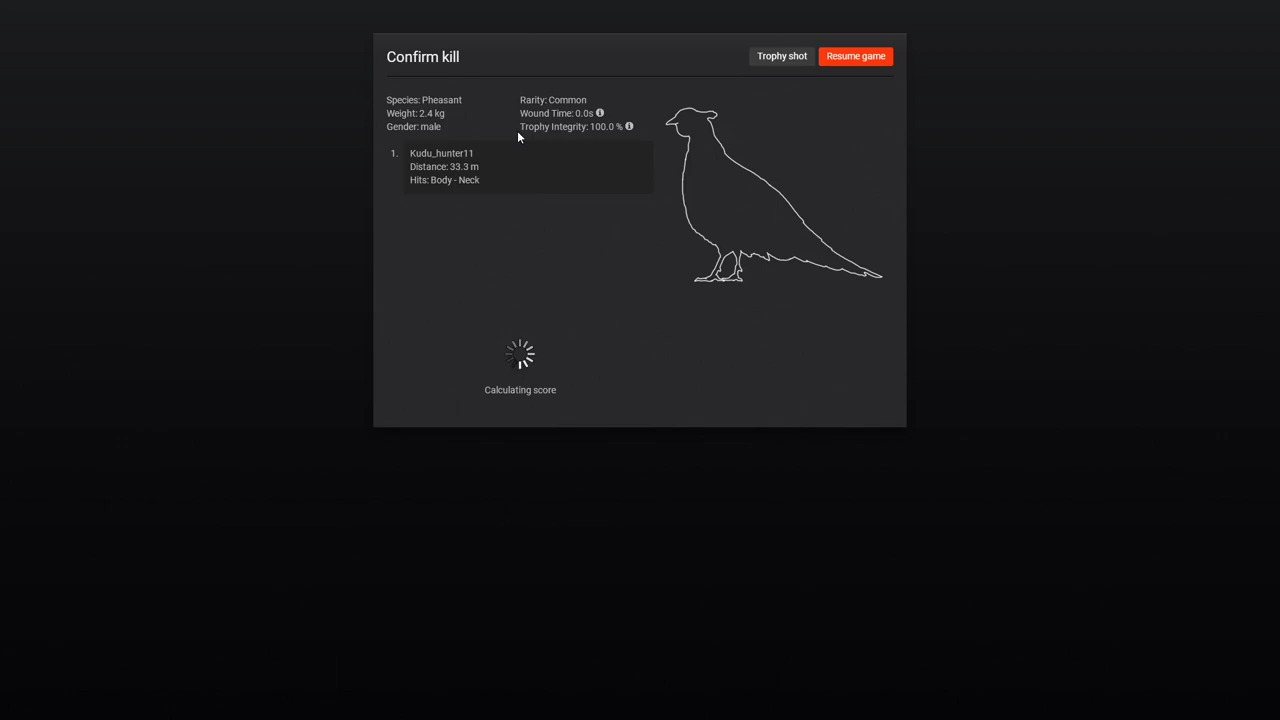 Confirm kill
Trophy shot
Resume game
Species: Pheasant
Weight: 2.4 kg
Gender: male
Rarity: Common
Wound Time: 0.0s
Trophy Integrity: 100.0 %
1.
Kudu_hunter11
Distance: 33.3 m
Hits: Body - Neck
Calculating score